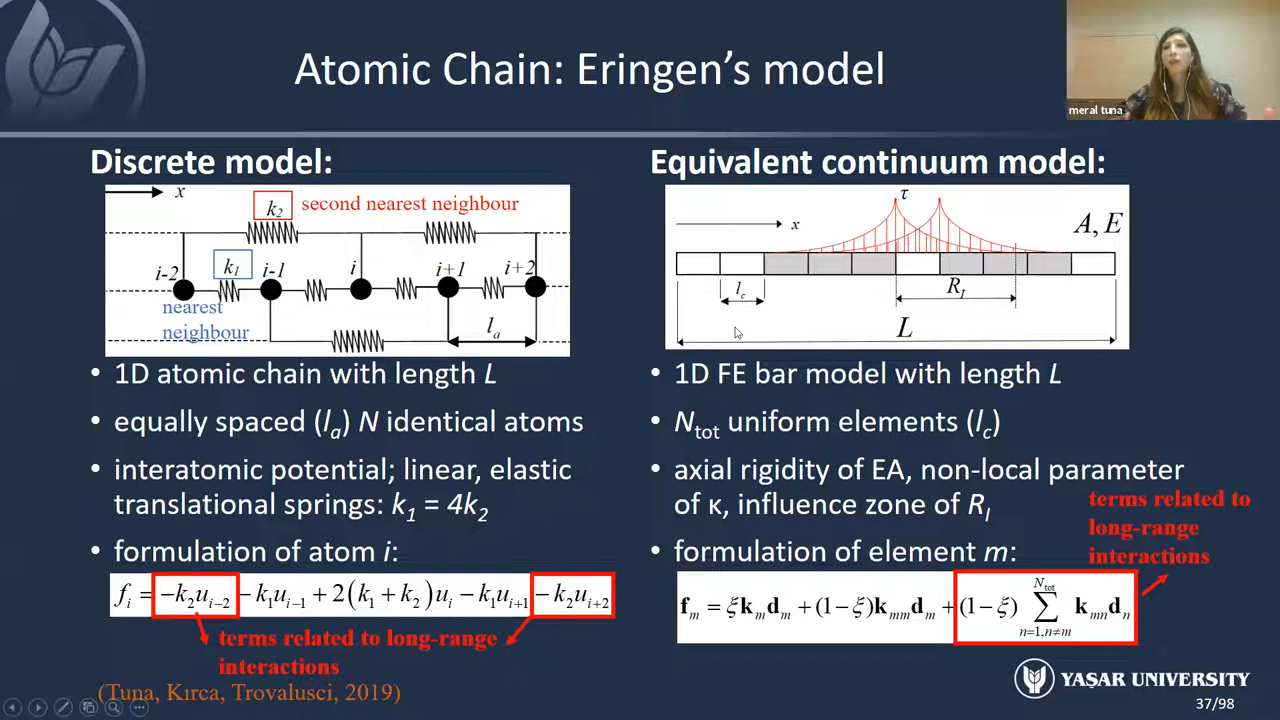 Atomic Chain: Eringen's model
meral tuna
Discrete model:
x
k2 second nearest neighbour
i-2 k1 i-1 i i+1 i+2
nearest
neighbour
la
• 1D atomic chain with length L
• equally spaced (la) N identical atoms
• interatomic potential; linear, elastic
translational springs: k1 = 4k2
• formulation of atom i:
fi = −k2ui−2 − k1ui−1 + 2(k1 + k2)ui − k1ui+1 − k2ui+2
terms related to long-range
interactions
(Tuna, Kırca, Trovalusci, 2019)
Equivalent continuum model:
τ
x
A, E
lc
RI
L
• 1D FE bar model with length L
• Ntot uniform elements (lc)
• axial rigidity of EA, non-local parameter
of κ, influence zone of RI
terms related to
long-range
interactions
• formulation of element m:
fm = ξkmdm + (1−ξ)kmmdm + (1−ξ) ∑ kmndn
Ntot
n=1,n≠m
YAŞAR UNIVERSITY
37/98